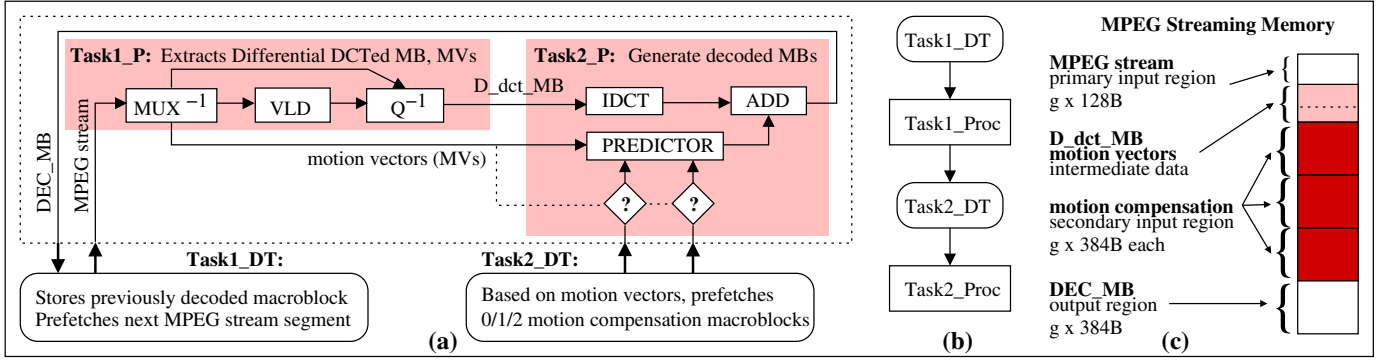 Task1_P: Extracts Differential DCTed MB, MVs
MUX -1
VLD
Q-1
D_dct_MB
motion vectors (MVs)
DEC_MB
MPEG stream
Task2_P: Generate decoded MBs
IDCT
ADD
PREDICTOR
?
?
Task1_DT:
Stores previously decoded macroblock
Prefetches next MPEG stream segment
Task2_DT:
Based on motion vectors, prefetches
0/1/2 motion compensation macroblocks
(a)
Task1_DT
Task1_Proc
Task2_DT
Task2_Proc
(b)
MPEG Streaming Memory
MPEG stream
primary input region
g x 128B
D_dct_MB
motion vectors
intermediate data
motion compensation
secondary input region
g x 384B each
DEC_MB
output region
g x 384B
(c)